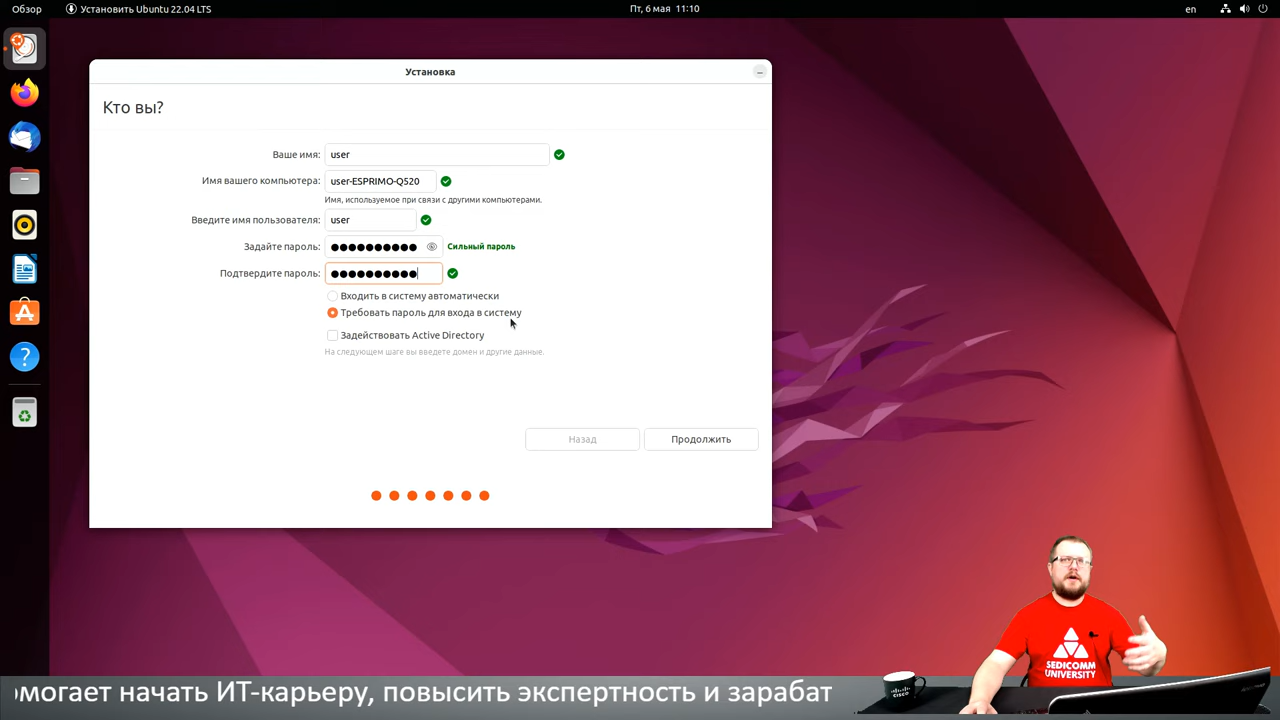 Обзор
Установить Ubuntu 22.04 LTS
Пт, 6 мая 11:10
en
Установка
Кто вы?
Ваше имя: user
Имя вашего компьютера: user-ESPRIMO-Q520
Имя, используемое при связи с другими компьютерами.
Введите имя пользователя: user
Задайте пароль: ●●●●●●●●●● Сильный пароль
Подтвердите пароль: ●●●●●●●●●●
Входить в систему автоматически
Требовать пароль для входа в систему
Задействовать Active Directory
На следующем шаге вы введете домен и другие данные.
Назад
Продолжить
SEDICOMM
UNIVERSITY
CISCO
омогает начать ИТ-карьеру, повысить экспертность и зарабат